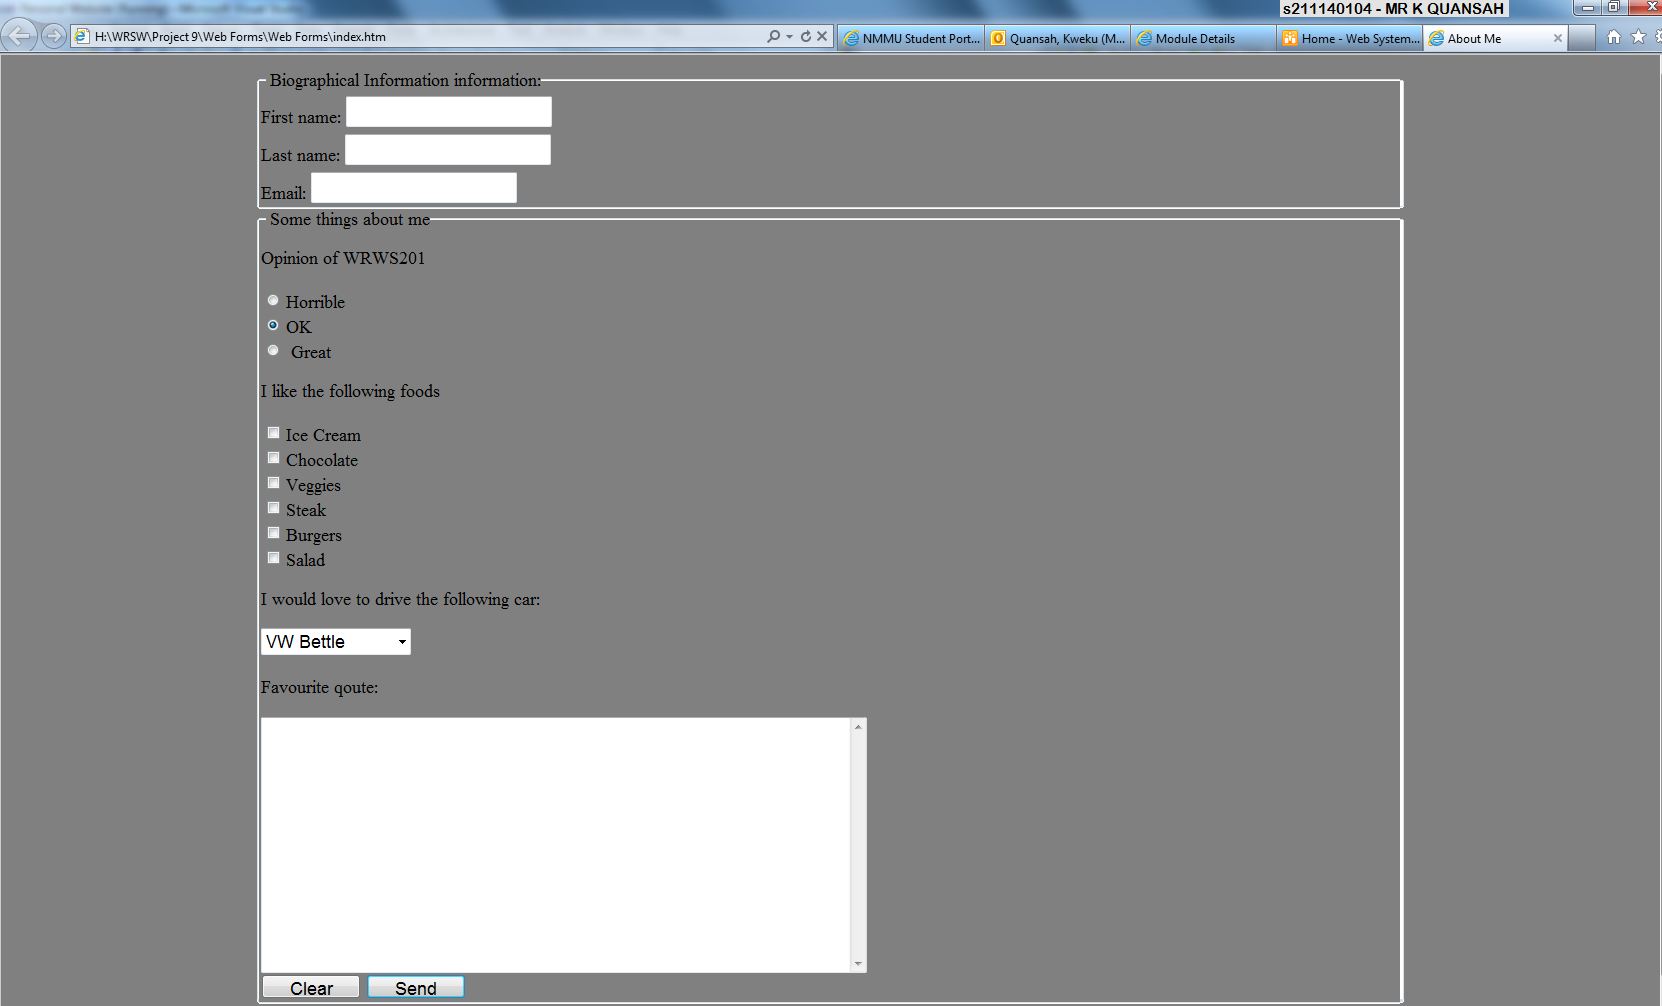 s211140104 - MR K QUANSAH
H:\WRSW\Project 9\Web Forms\Web Forms\index.htm
NMMU Student Port...
Quansah, Kweku (M...
Module Details
Home - Web System...
About Me
Biographical Information information:
First name:
Last name:
Email:
Some things about me
Opinion of WRWS201
Horrible
OK
Great
I like the following foods
Ice Cream
Chocolate
Veggies
Steak
Burgers
Salad
I would love to drive the following car:
VW Bettle
Favourite qoute:
Clear Send